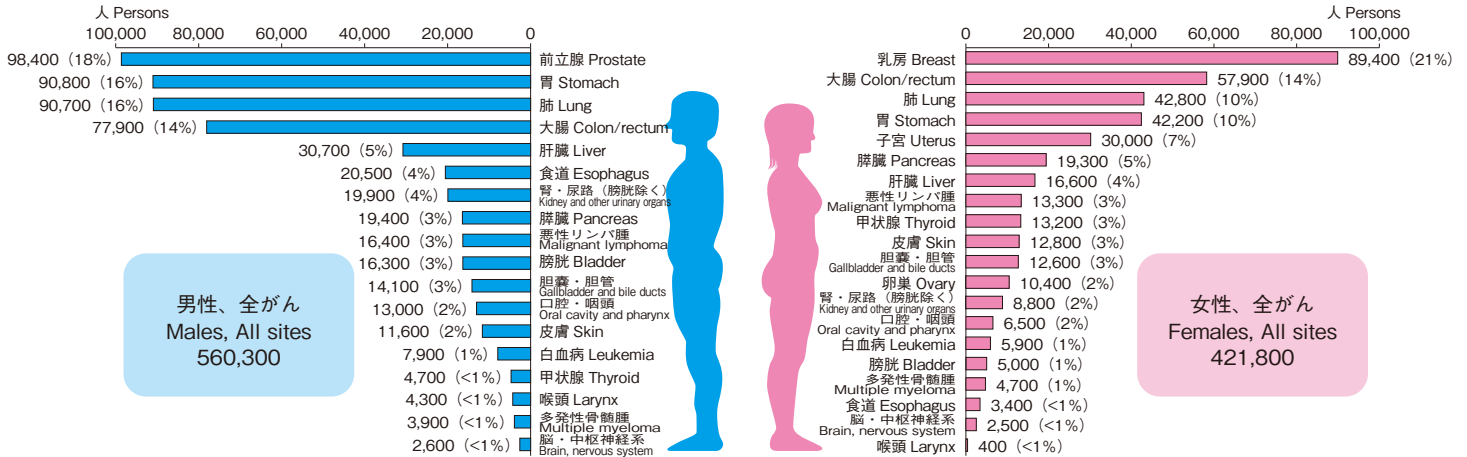 人 Persons
100,000 80,000 60,000 40,000 20,000 0
98,400（18%） 前立腺 Prostate
90,800（16%） 胃 Stomach
90,700（16%） 肺 Lung
77,900（14%） 大腸 Colon/rectum
30,700（5%） 肝臓 Liver
20,500（4%） 食道 Esophagus
19,900（4%） 腎・尿路（膀胱除く）
Kidney and other urinary organs
19,400（3%） 膵臓 Pancreas
16,400（3%） 悪性リンパ腫
Malignant lymphoma
16,300（3%） 膀胱 Bladder
14,100（3%） 胆嚢・胆管
Gallbladder and bile ducts
13,000（2%） 口腔・咽頭
Oral cavity and pharynx
11,600（2%） 皮膚 Skin
7,900（1%） 白血病 Leukemia
4,700（<1%） 甲状腺 Thyroid
4,300（<1%） 喉頭 Larynx
3,900（<1%） 多発性骨髄腫
Multiple myeloma
2,600（<1%） 脳・中枢神経系
Brain, nervous system
男性、全がん
Males, All sites
560,300
人 Persons
0 20,000 40,000 60,000 80,000 100,000
乳房 Breast 89,400（21%）
大腸 Colon/rectum 57,900（14%）
肺 Lung 42,800（10%）
胃 Stomach 42,200（10%）
子宮 Uterus 30,000（7%）
膵臓 Pancreas 19,300（5%）
肝臓 Liver 16,600（4%）
悪性リンパ腫
Malignant lymphoma 13,300（3%）
甲状腺 Thyroid 13,200（3%）
皮膚 Skin 12,800（3%）
胆嚢・胆管
Gallbladder and bile ducts 12,600（3%）
卵巣 Ovary 10,400（2%）
腎・尿路（膀胱除く）
Kidney and other urinary organs 8,800（2%）
口腔・咽頭
Oral cavity and pharynx 6,500（2%）
白血病 Leukemia 5,900（1%）
膀胱 Bladder 5,000（1%）
多発性骨髄腫
Multiple myeloma 4,700（1%）
食道 Esophagus 3,400（<1%）
脳・中枢神経系
Brain, nervous system 2,500（<1%）
喉頭 Larynx 400（<1%）
女性、全がん
Females, All sites
421,800